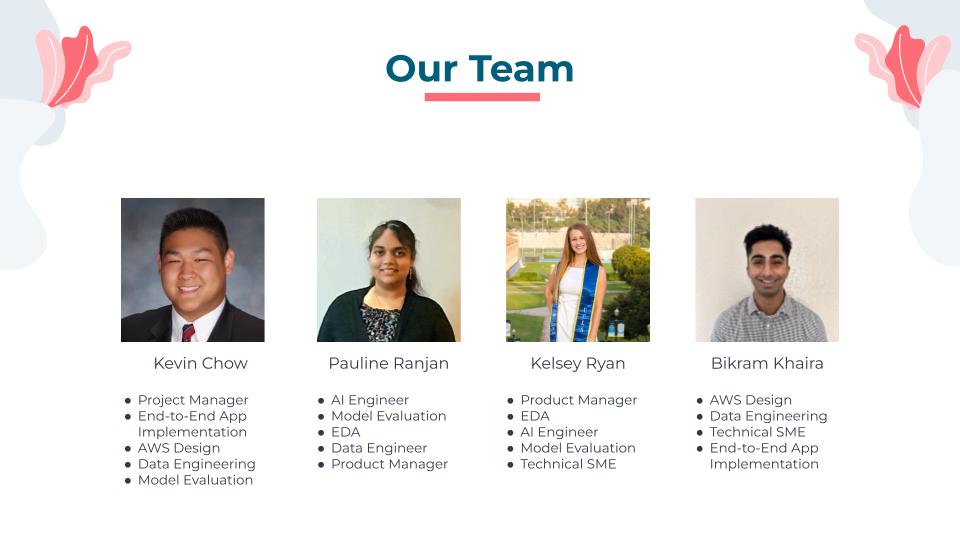 Our Team
Kevin Chow
● Project Manager
● End-to-End App
Implementation
● AWS Design
● Data Engineering
● Model Evaluation
Pauline Ranjan
● AI Engineer
● Model Evaluation
● EDA
● Data Engineer
● Product Manager
Kelsey Ryan
● Product Manager
● EDA
● AI Engineer
● Model Evaluation
● Technical SME
Bikram Khaira
● AWS Design
● Data Engineering
● Technical SME
● End-to-End App
Implementation